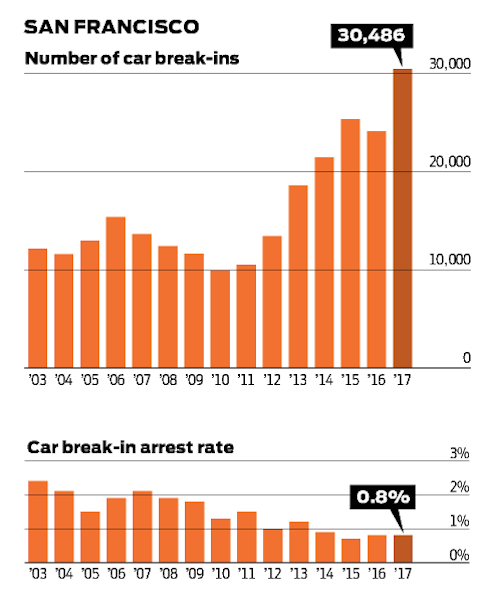 SAN FRANCISCO
Number of car break-ins
30,486
30,000
20,000
10,000
0
'03 '04 '05 '06 '07 '08 '09 '10 '11 '12 '13 '14 '15 '16 '17
Car break-in arrest rate
3%
2%
0.8%
1%
0%
'03 '04 '05 '06 '07 '08 '09 '10 '11 '12 '13 '14 '15 '16 '17